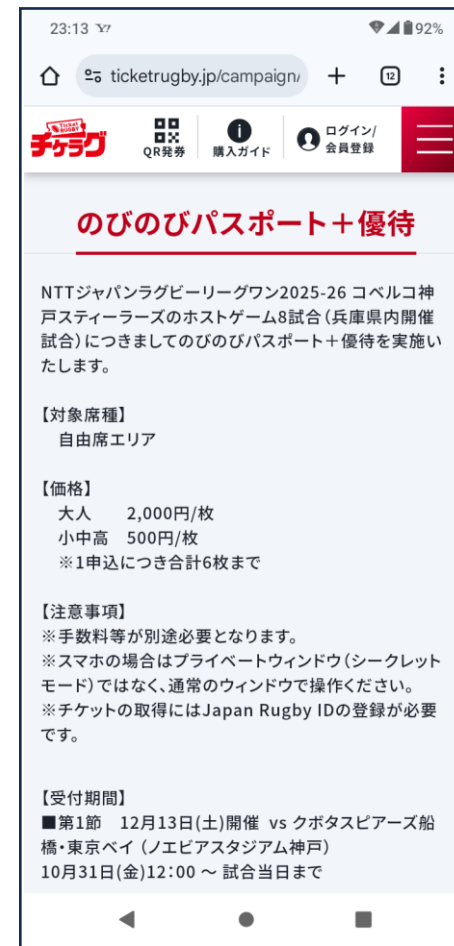 23:13 Y7 92%
ticketrugby.jp/campaign/ 12
Ticket RUGBY
チケラグ
QR発券
購入ガイド
ログイン/
会員登録
のびのびパスポート＋優待
NTTジャパンラグビーリーグワン2025-26 コベルコ神
戸スティーラーズのホストゲーム8試合（兵庫県内開催
試合）につきましてのびのびパスポート＋優待を実施い
たします。
【対象席種】
自由席エリア
【価格】
大人　　2,000円/枚
小中高　500円/枚
※1申込につき合計6枚まで
【注意事項】
※手数料等が別途必要となります。
※スマホの場合はプライベートウィンドウ（シークレット
モード）ではなく、通常のウィンドウで操作ください。
※チケットの取得にはJapan Rugby IDの登録が必要
です。
【受付期間】
■第1節　12月13日(土)開催 vs クボタスピアーズ船
橋・東京ベイ （ノエビアスタジアム神戸）
10月31日(金)12：00 ～ 試合当日まで